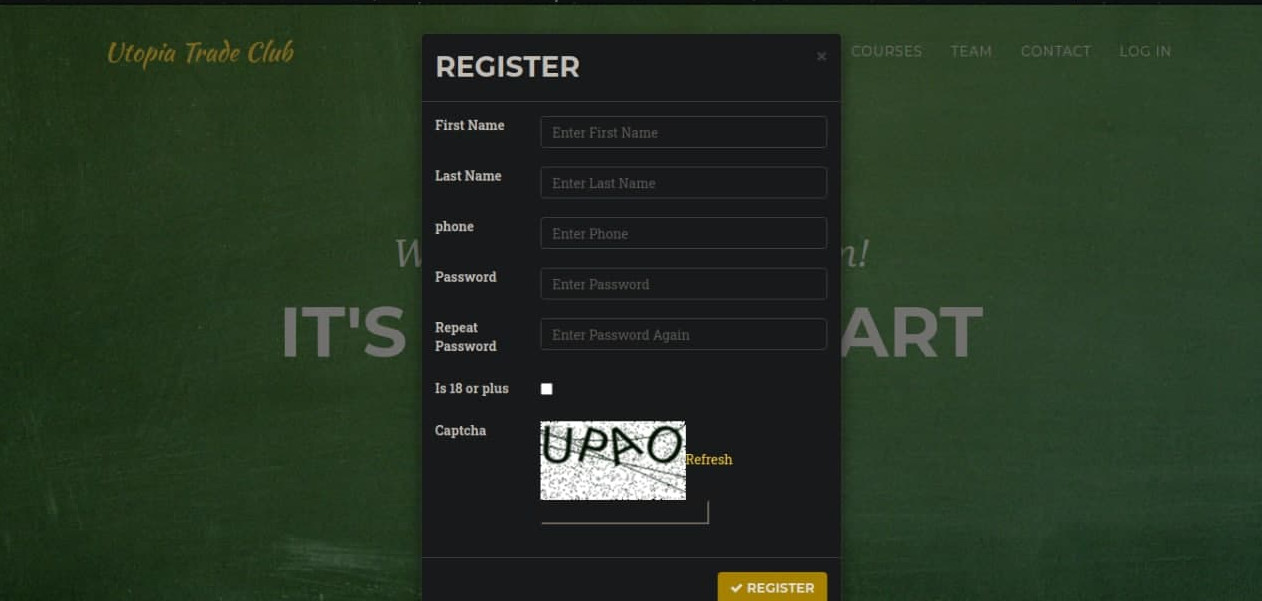 Utopia Trade Club
REGISTER
×
COURSES
TEAM
CONTACT
LOG IN
First Name
Enter First Name
Last Name
Enter Last Name
phone
Enter Phone
W
n!
Password
Enter Password
IT'S
ART
Repeat
Password
Enter Password Again
Is 18 or plus
Captcha
UPAO
Refresh
REGISTER